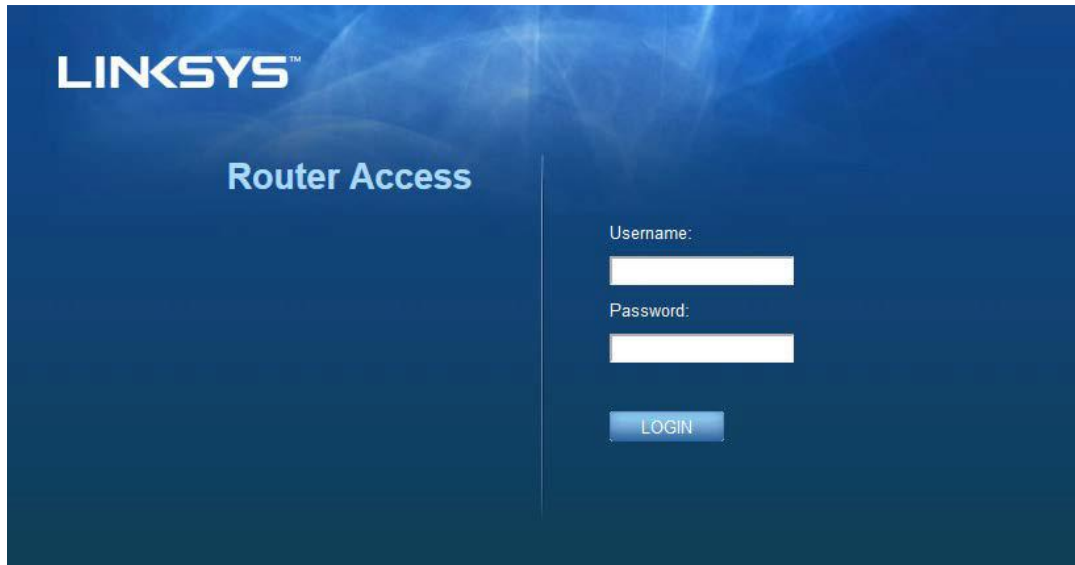 LINKSYS™
Router Access
Username:
Password:
LOGIN